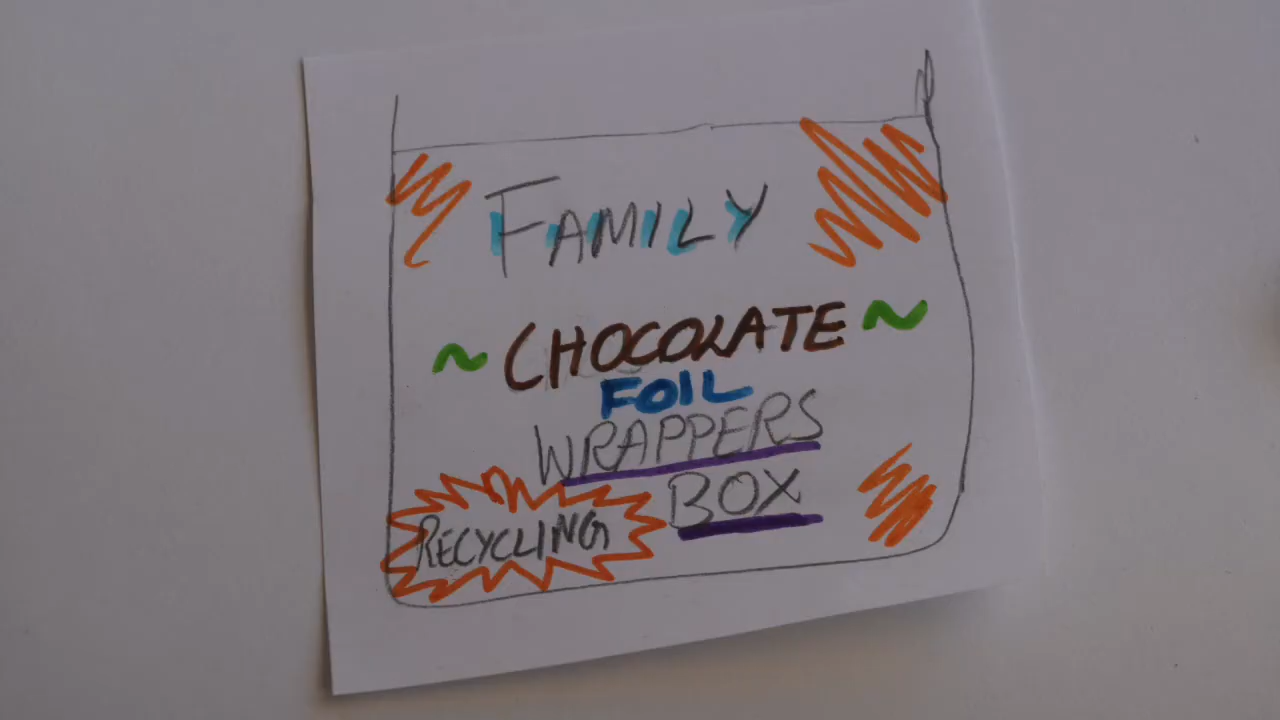 FAMILY
~ CHOCOLATE ~
FOIL
WRAPPERS
BOX
RECYCLING